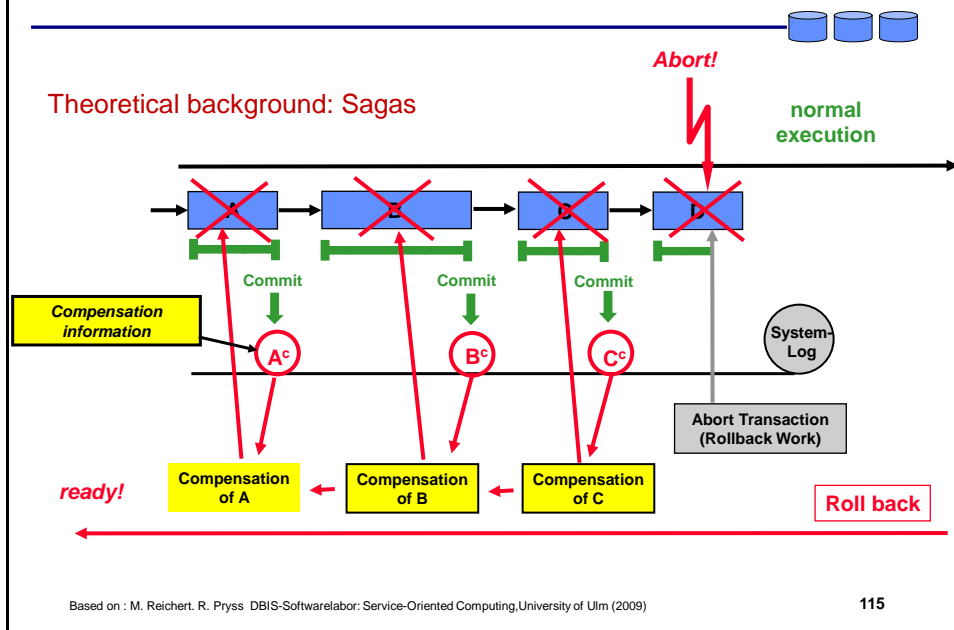 Abort!
Theoretical background: Sagas
normal
execution
A
B
C
D
Commit
Commit
Commit
Compensation
information
Aᶜ
Bᶜ
Cᶜ
System-
Log
Abort Transaction
(Rollback Work)
ready!
Compensation
of A
Compensation
of B
Compensation
of C
Roll back
Based on : M. Reichert. R. Pryss DBIS-Softwarelabor: Service-Oriented Computing,University of Ulm (2009)
115